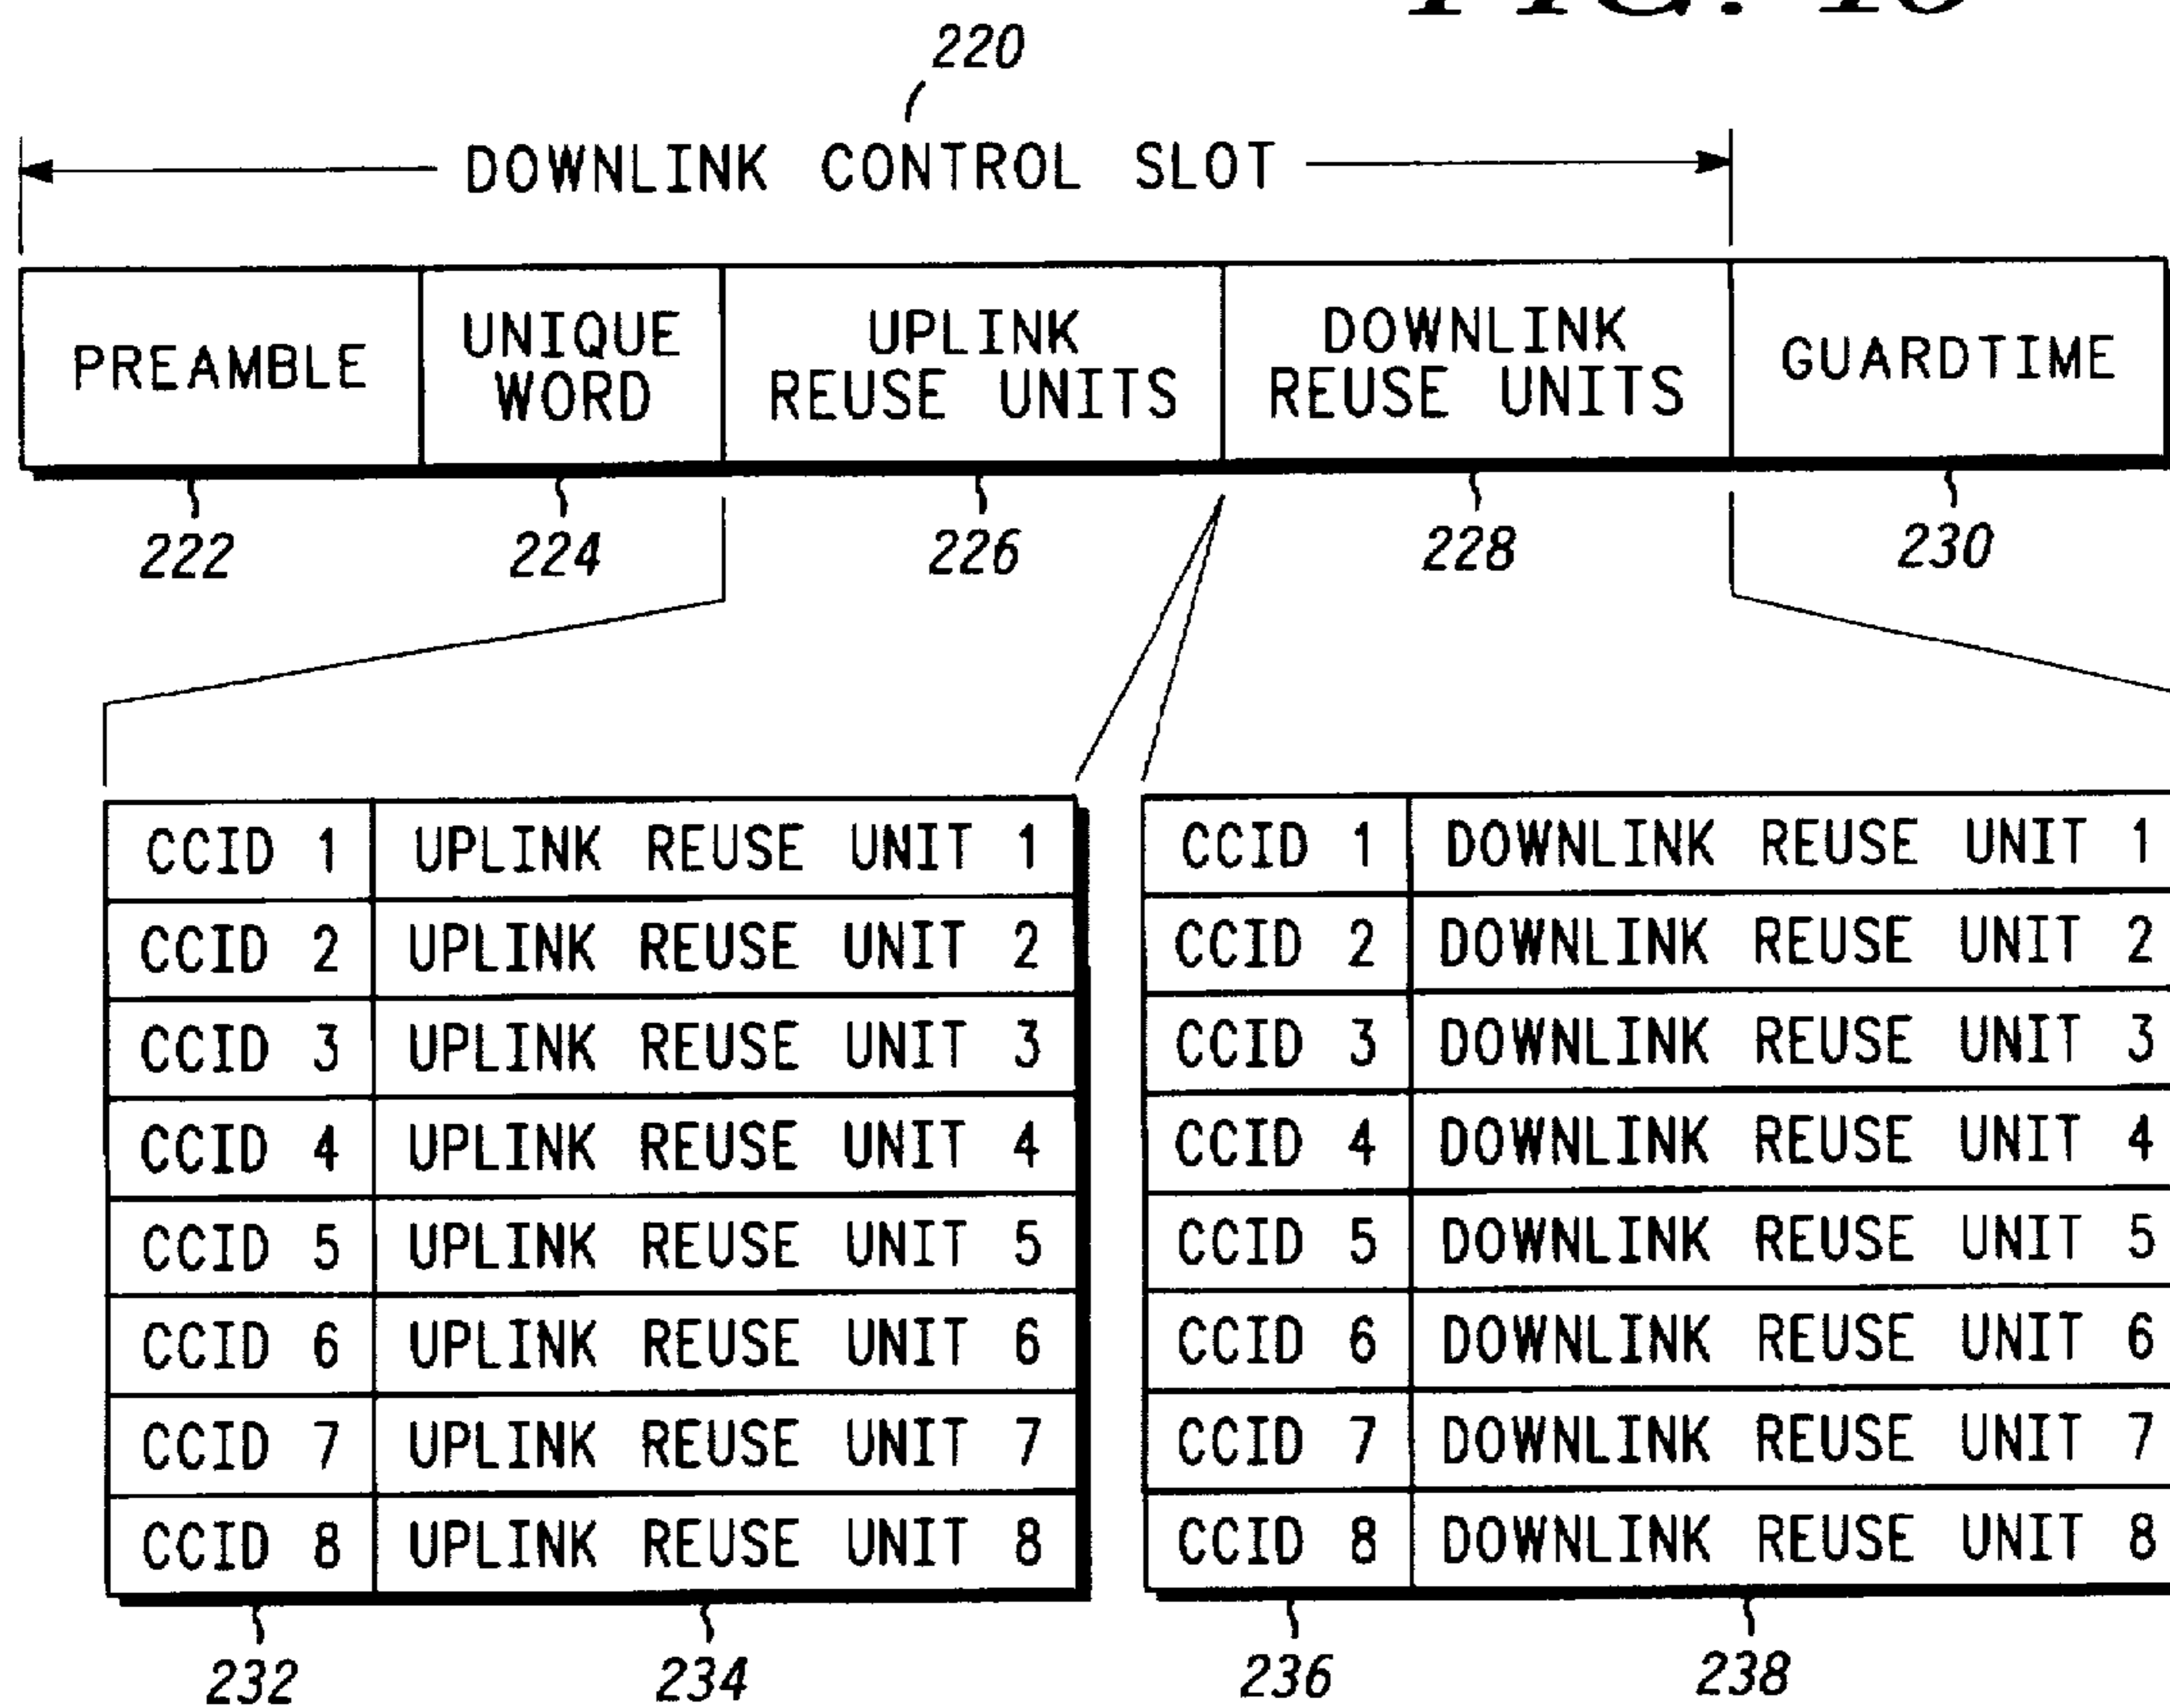 220
DOWNLINK CONTROL SLOT
PREAMBLE
UNIQUE
WORD
UPLINK
REUSE UNITS
DOWNLINK
REUSE UNITS
GUARDTIME
222
224
226
228
230
CCID 1 UPLINK REUSE UNIT 1
CCID 2 UPLINK REUSE UNIT 2
CCID 3 UPLINK REUSE UNIT 3
CCID 4 UPLINK REUSE UNIT 4
CCID 5 UPLINK REUSE UNIT 5
CCID 6 UPLINK REUSE UNIT 6
CCID 7 UPLINK REUSE UNIT 7
CCID 8 UPLINK REUSE UNIT 8
232
234
CCID 1 DOWNLINK REUSE UNIT 1
CCID 2 DOWNLINK REUSE UNIT 2
CCID 3 DOWNLINK REUSE UNIT 3
CCID 4 DOWNLINK REUSE UNIT 4
CCID 5 DOWNLINK REUSE UNIT 5
CCID 6 DOWNLINK REUSE UNIT 6
CCID 7 DOWNLINK REUSE UNIT 7
CCID 8 DOWNLINK REUSE UNIT 8
236
238